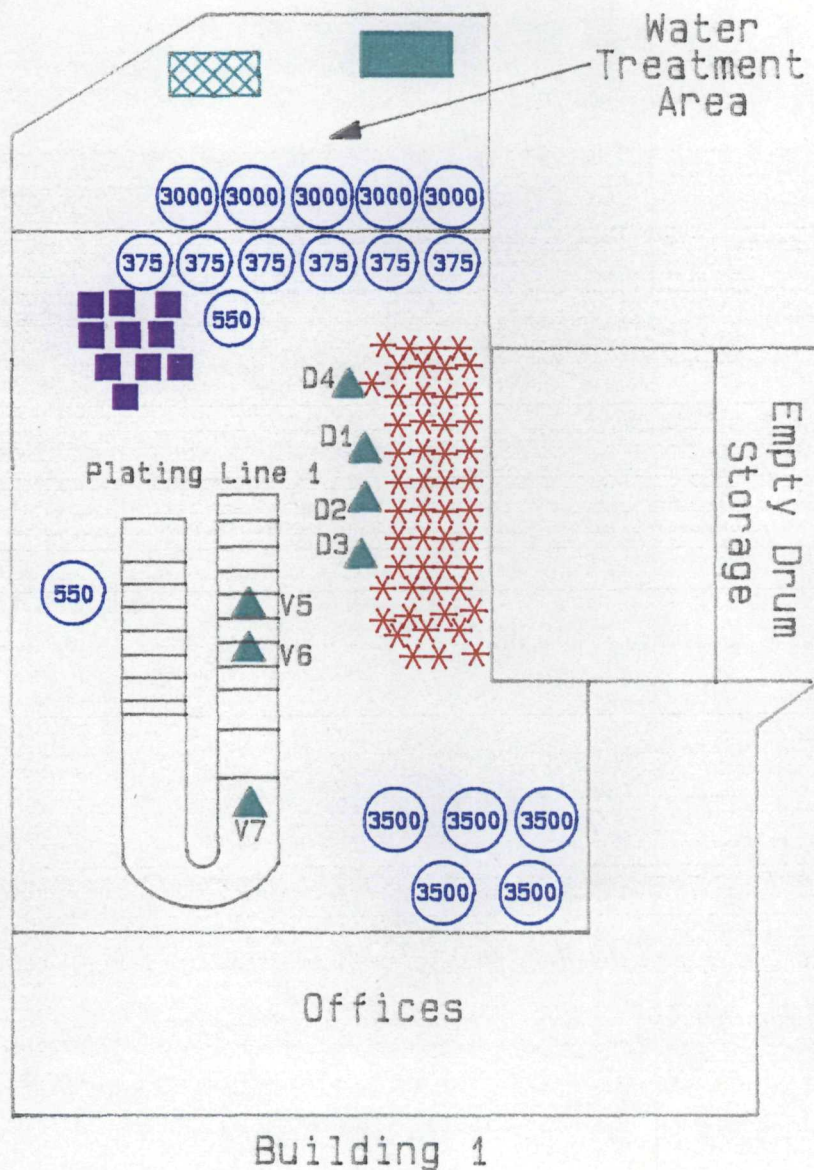 Water
Treatment
Area
3000 3000 3000 3000 3000
375 375 375 375 375 375
550
D4
D1
Plating Line 1
D2
D3
550
V5
V6
V7
Empty Drum
Storage
3500 3500 3500
3500 3500
Offices
Building 1